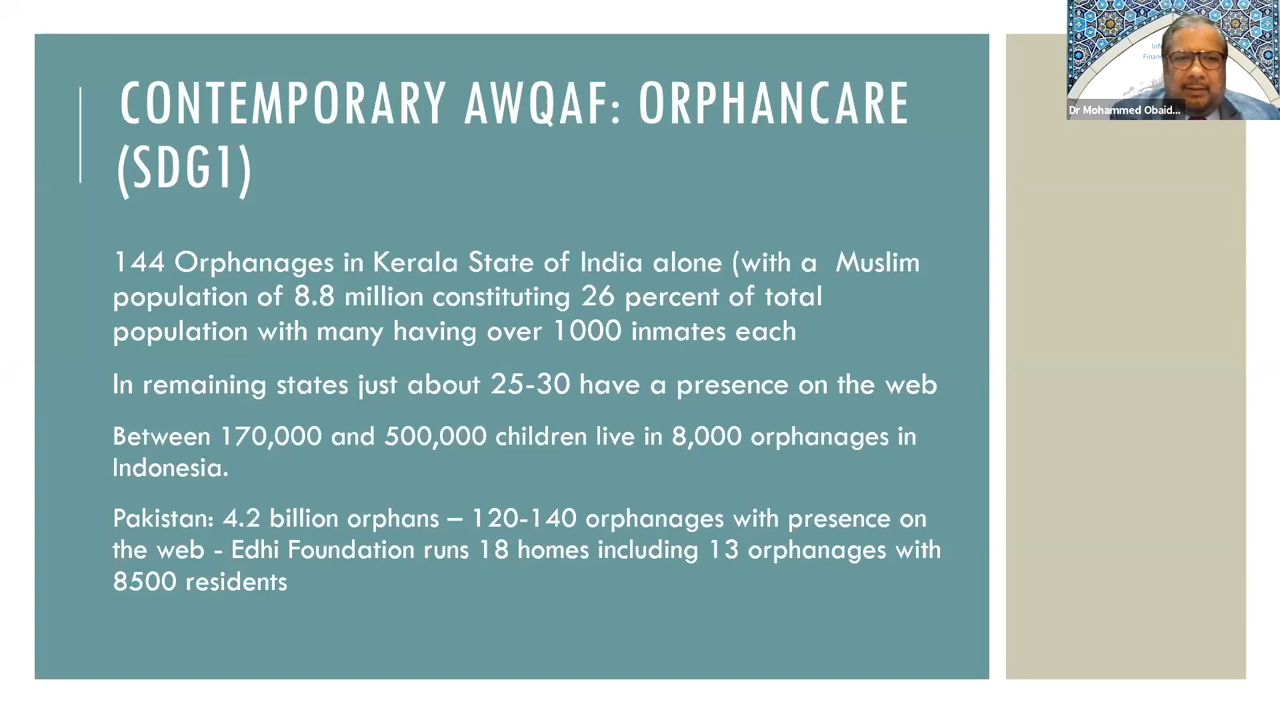 CONTEMPORARY AWQAF: ORPHANCARE
(SDG1)
144 Orphanages in Kerala State of India alone (with a Muslim
population of 8.8 million constituting 26 percent of total
population with many having over 1000 inmates each
In remaining states just about 25-30 have a presence on the web
Between 170,000 and 500,000 children live in 8,000 orphanages in
Indonesia.
Pakistan: 4.2 billion orphans – 120-140 orphanages with presence on
the web - Edhi Foundation runs 18 homes including 13 orphanages with
8500 residents
Dr Mohammed Obaid...